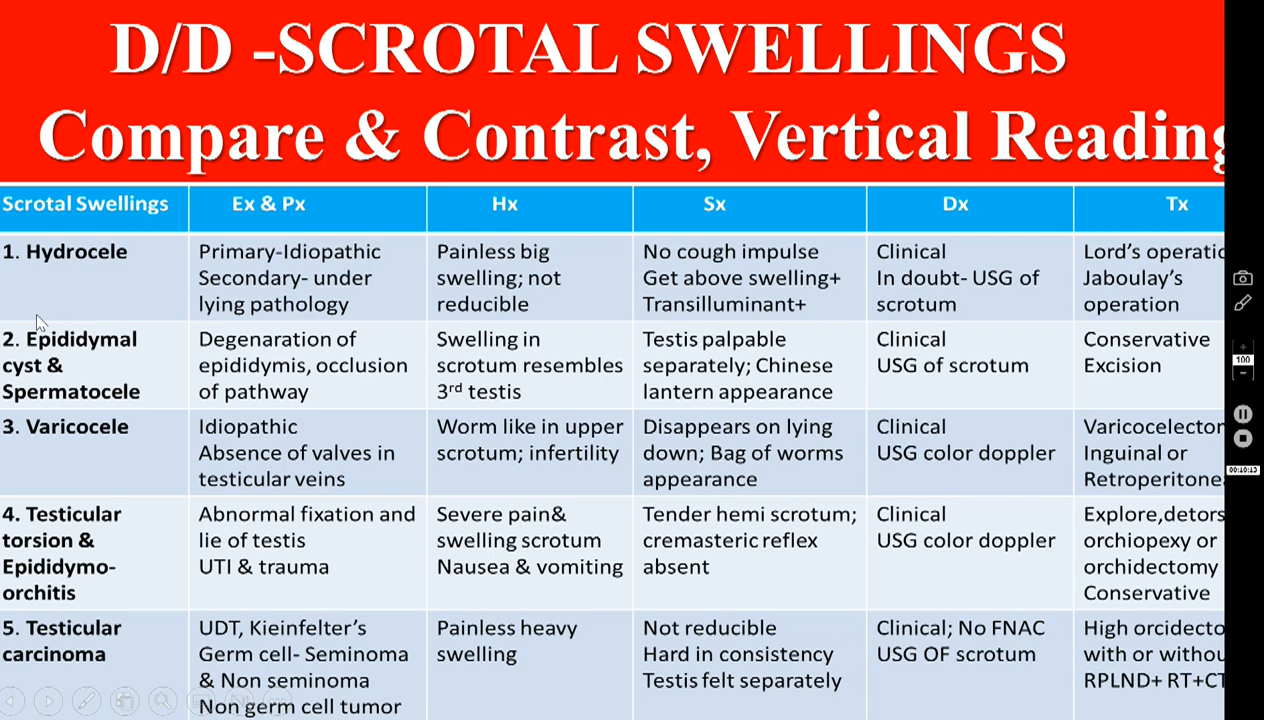 D/D -SCROTAL SWELLINGS
Compare & Contrast, Vertical Reading
Scrotal Swellings Ex & Px Hx Sx Dx Tx
1. Hydrocele
Primary-Idiopathic
Secondary- under
lying pathology
Painless big
swelling; not
reducible
No cough impulse
Get above swelling+
Transilluminant+
Clinical
In doubt- USG of
scrotum
Lord's operatio
Jaboulay's
operation
2. Epididymal
cyst &
Spermatocele
Degenaration of
epididymis, occlusion
of pathway
Swelling in
scrotum resembles
3rd testis
Testis palpable
separately; Chinese
lantern appearance
Clinical
USG of scrotum
Conservative
Excision
3. Varicocele
Idiopathic
Absence of valves in
testicular veins
Worm like in upper
scrotum; infertility
Disappears on lying
down; Bag of worms
appearance
Clinical
USG color doppler
Varicocelector
Inguinal or
Retroperitonea
4. Testicular
torsion &
Epididymo-
orchitis
Abnormal fixation and
lie of testis
UTI & trauma
Severe pain&
swelling scrotum
Nausea & vomiting
Tender hemi scrotum;
cremasteric reflex
absent
Clinical
USG color doppler
Explore,detors
orchiopexy or
orchidectomy
Conservative
5. Testicular
carcinoma
UDT, Kieinfelter's
Germ cell- Seminoma
& Non seminoma
Non germ cell tumor
Painless heavy
swelling
Not reducible
Hard in consistency
Testis felt separately
Clinical; No FNAC
USG OF scrotum
High orcidecto
with or withou
RPLND+ RT+CT
100
00:10:13